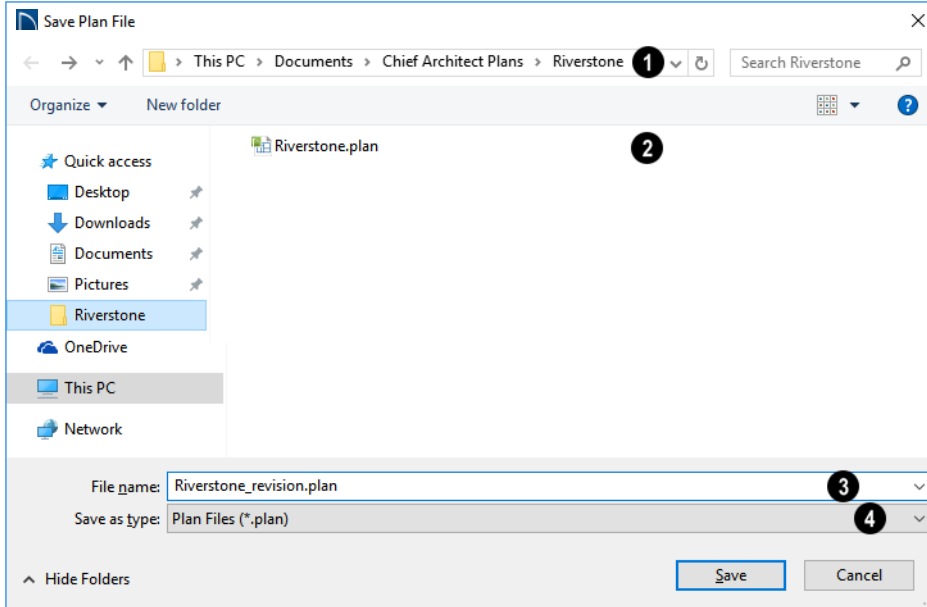 Save Plan File
This PC > Documents > Chief Architect Plans > Riverstone 1 Search Riverstone
Organize New folder ?
Riverstone.plan 2
Quick access
Desktop
Downloads
Documents
Pictures
Riverstone
OneDrive
This PC
Network
File name: Riverstone_revision.plan 3
Save as type: Plan Files (*.plan) 4
Hide Folders Save Cancel